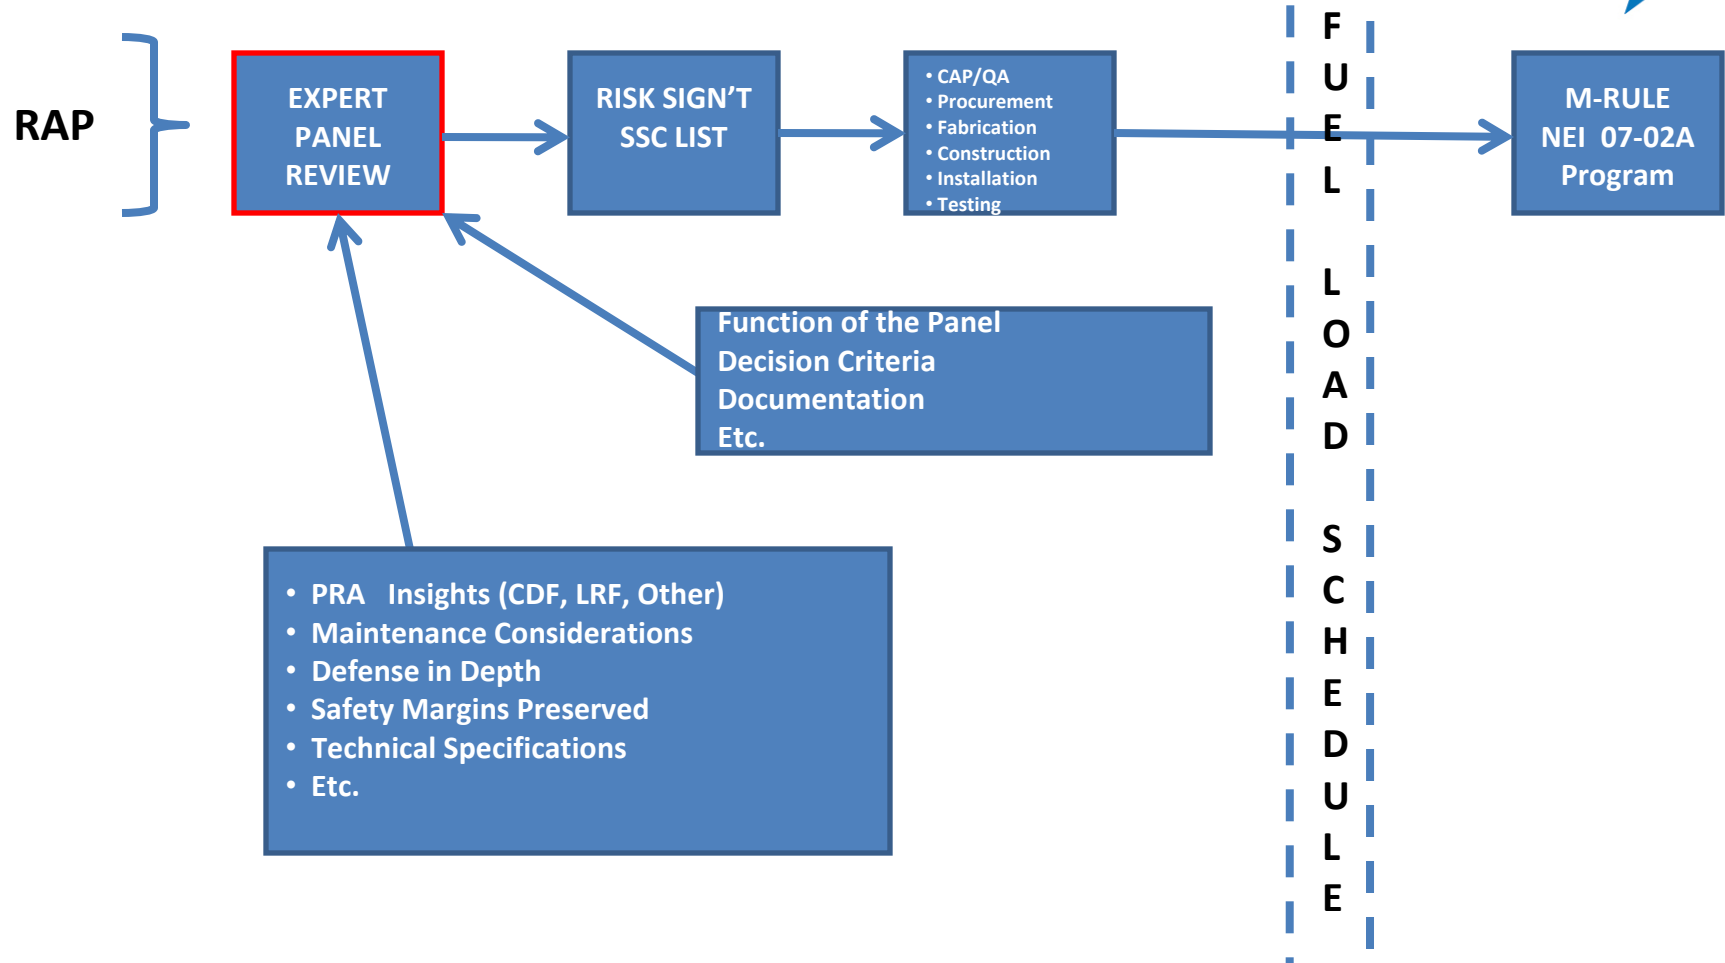 RAP
EXPERT
PANEL
REVIEW
RISK SIGN’T
SSC LIST
• CAP/QA
• Procurement
• Fabrication
• Construction
• Installation
• Testing
F
U
E
L
L
O
A
D
S
C
H
E
D
U
L
E
M-RULE
NEI 07-02A
Program
Function of the Panel
Decision Criteria
Documentation
Etc.
• PRA Insights (CDF, LRF, Other)
• Maintenance Considerations
• Defense in Depth
• Safety Margins Preserved
• Technical Specifications
• Etc.